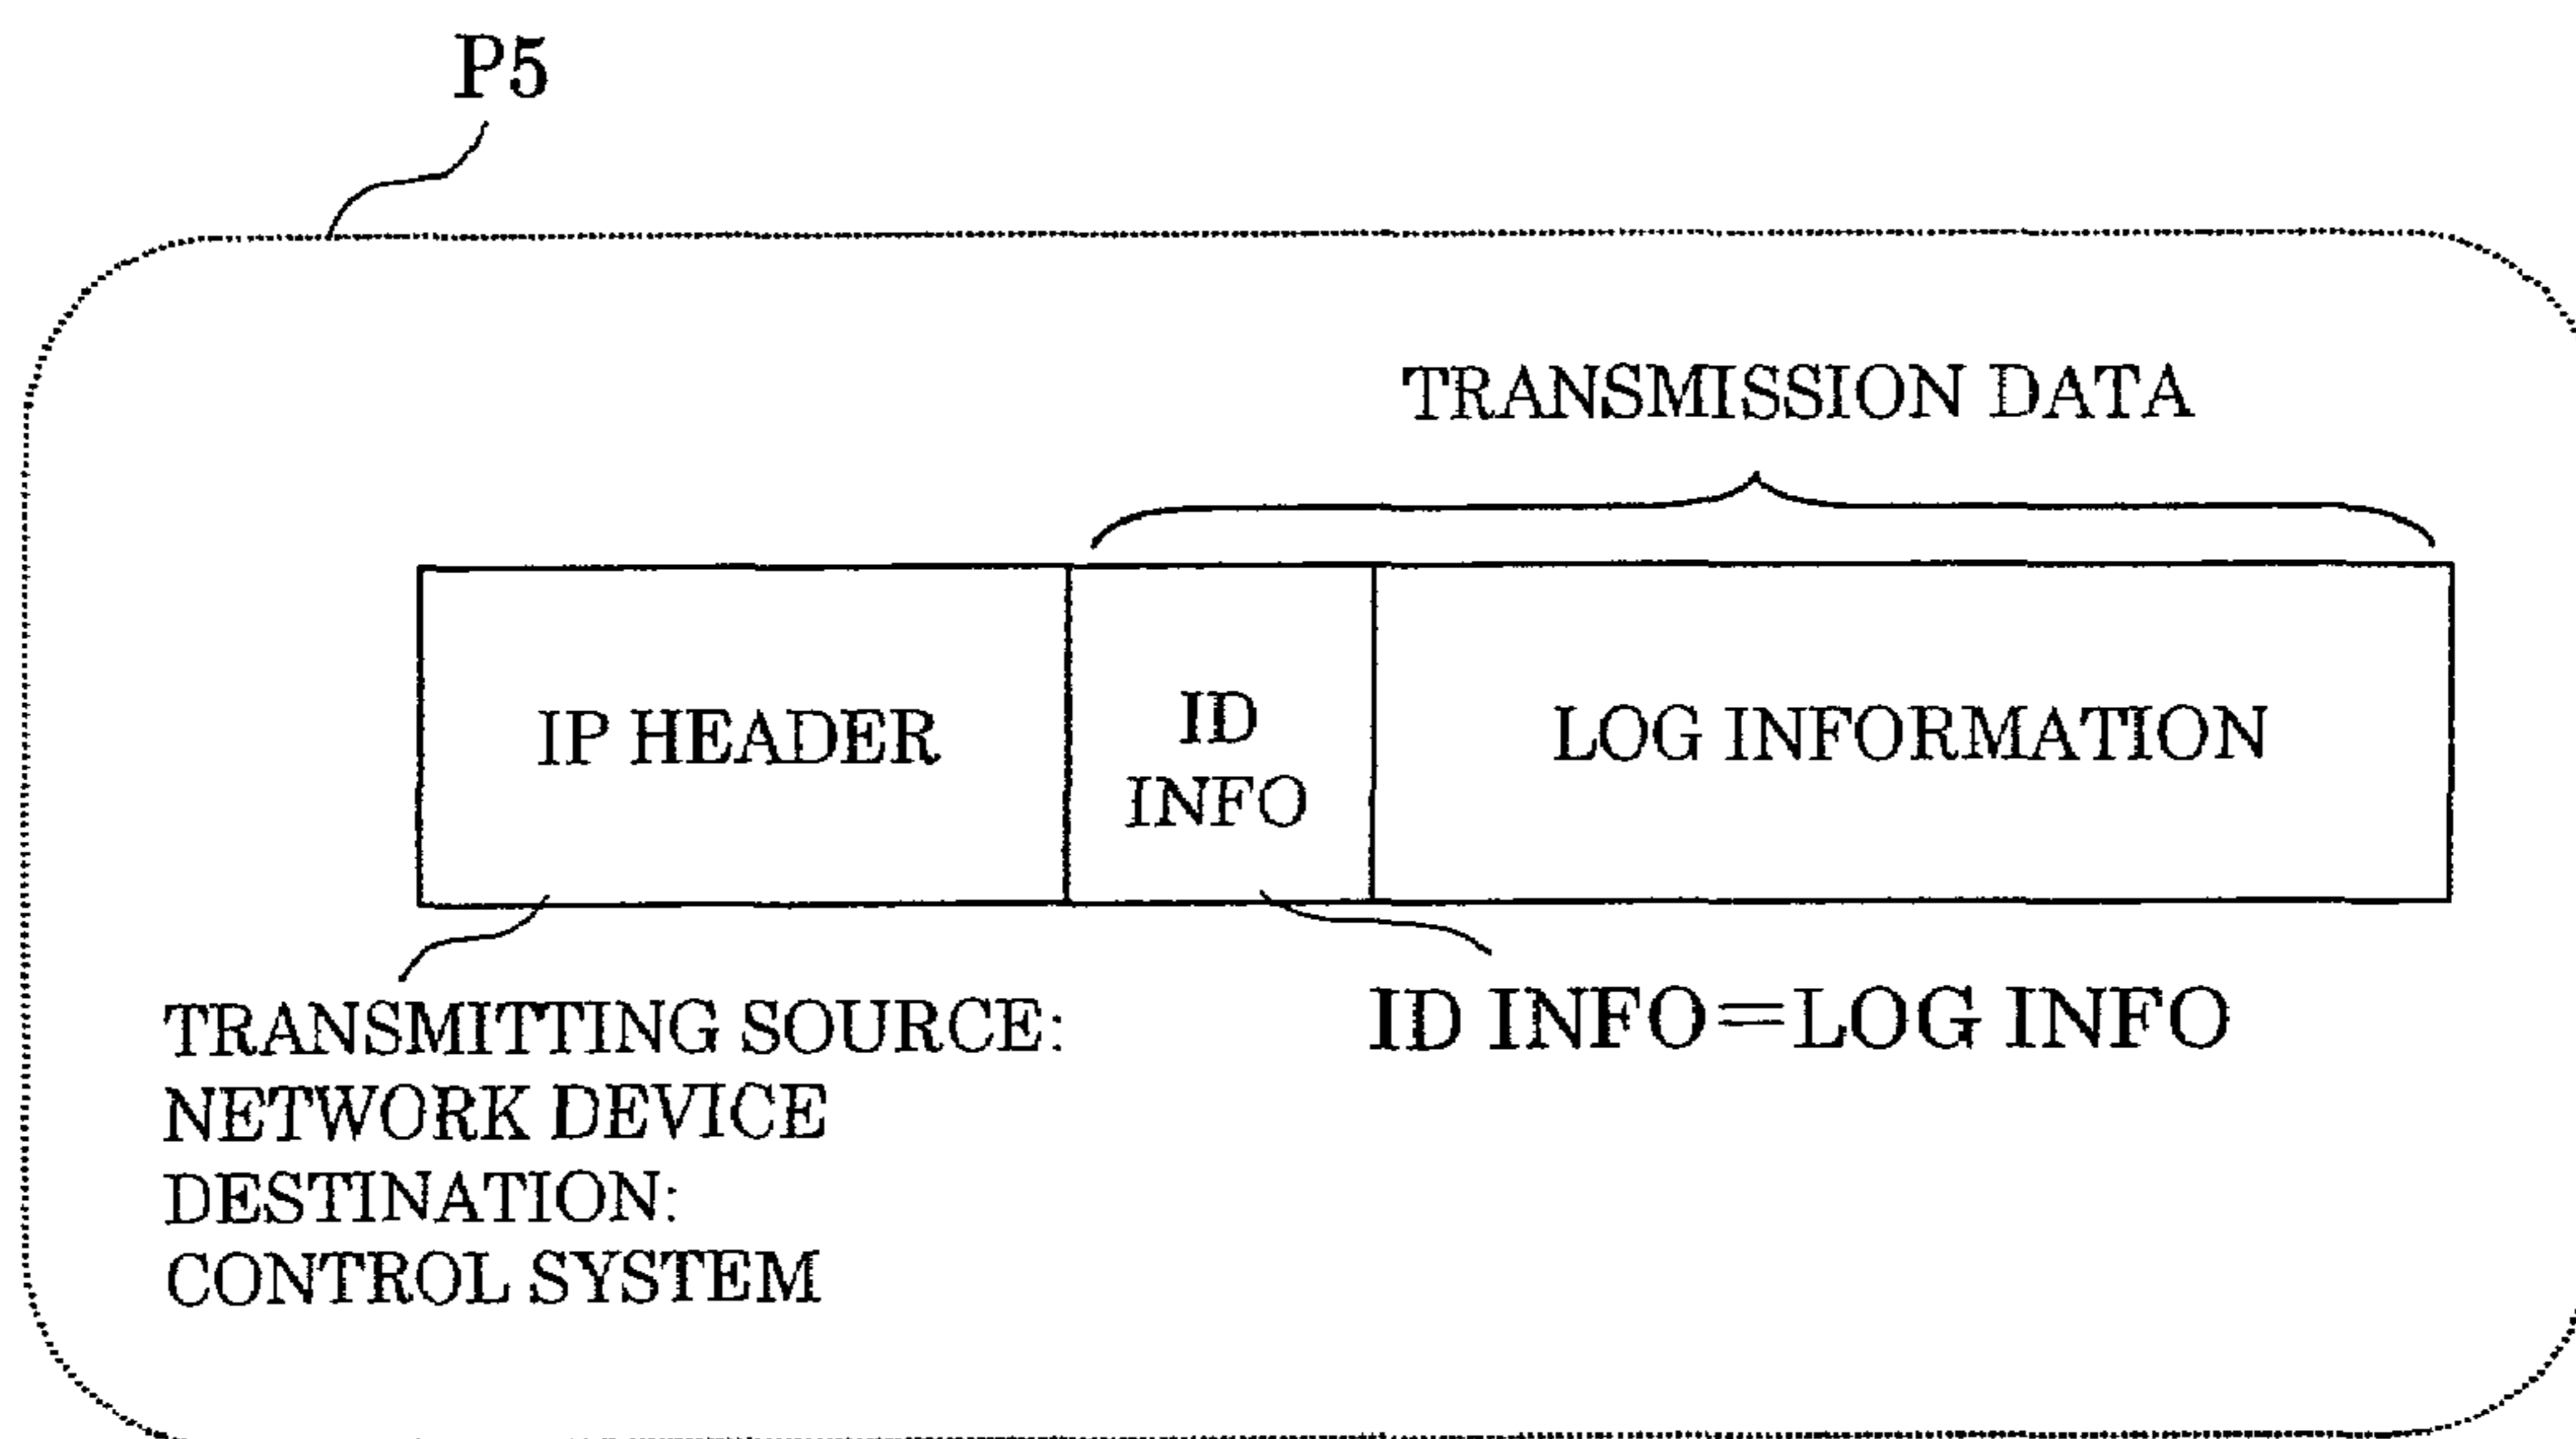 P5
TRANSMISSION DATA
IP HEADER
ID
INFO
LOG INFORMATION
TRANSMITTING SOURCE:
NETWORK DEVICE
DESTINATION:
CONTROL SYSTEM
ID INFO=LOG INFO